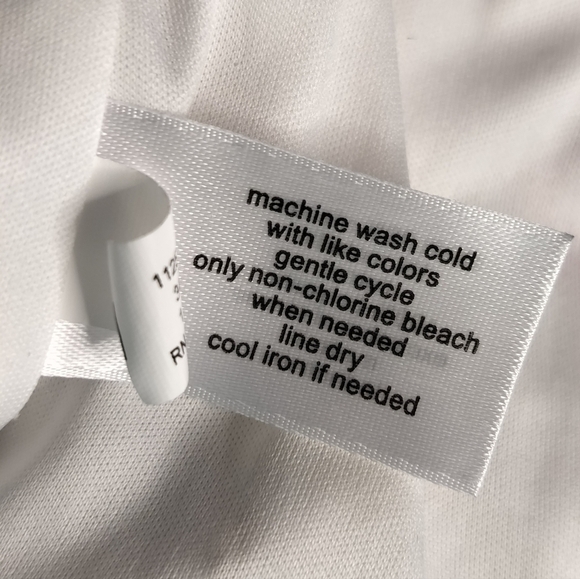 machine wash cold
with like colors
gentle cycle
only non-chlorine bleach
when needed
line dry
cool iron if needed
RN